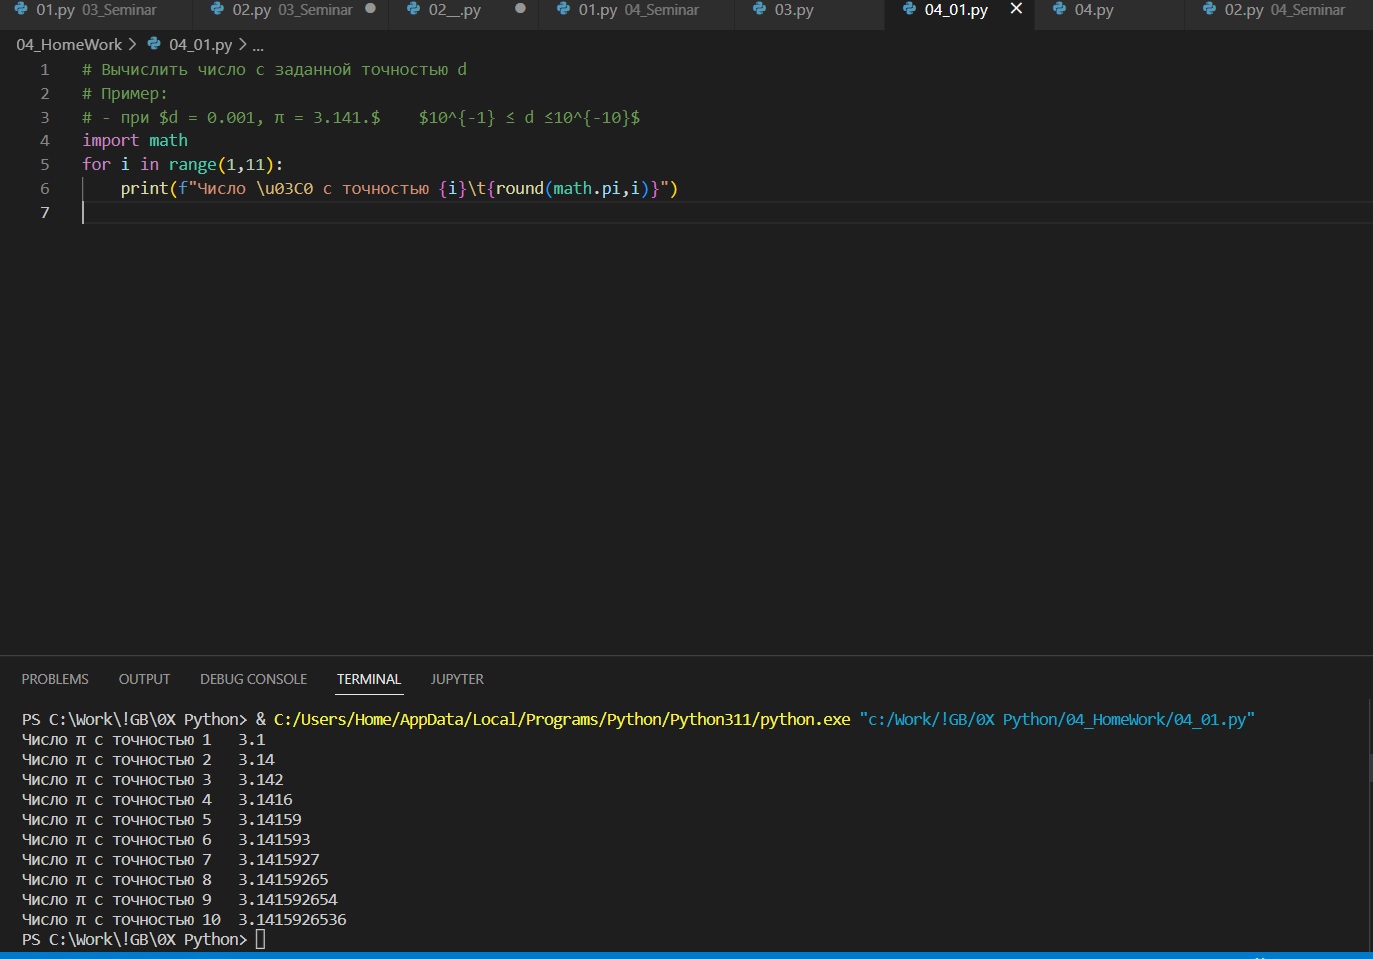 01.py 03_Seminar 02.py 03_Seminar 02__.py 01.py 04_Seminar 03.py 04_01.py 04.py 02.py 04_Seminar
04_HomeWork > 04_01.py > ...
1 # Вычислить число c заданной точностью d
2 # Пример:
3 # - при $d = 0.001, π = 3.141.$    $10^{-1} ≤ d ≤10^{-10}$
4 import math
5 for i in range(1,11):
6     print(f"Число \u03C0 с точностью {i}\t{round(math.pi,i)}")
7
PROBLEMS OUTPUT DEBUG CONSOLE TERMINAL JUPYTER
PS C:\Work\!GB\0X Python> & C:/Users/Home/AppData/Local/Programs/Python/Python311/python.exe "c:/Work/!GB/0X Python/04_HomeWork/04_01.py"
Число π с точностью 1   3.1
Число π с точностью 2   3.14
Число π с точностью 3   3.142
Число π с точностью 4   3.1416
Число π с точностью 5   3.14159
Число π с точностью 6   3.141593
Число π с точностью 7   3.1415927
Число π с точностью 8   3.14159265
Число π с точностью 9   3.141592654
Число π с точностью 10  3.1415926536
PS C:\Work\!GB\0X Python>